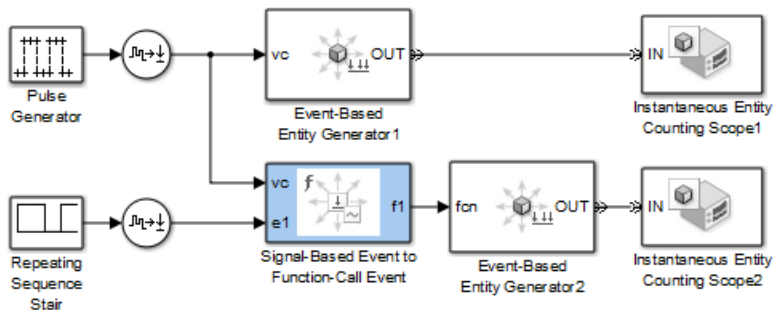 vc
OUT
IN
Pulse
Generator
Event-Based
Entity Generator1
Instantaneous Entity
Counting Scope1
vc
f
f1
e1
fcn
OUT
IN
Repeating
Sequence
Stair
Signal-Based Event to
Function-Call Event
Event-Based
Entity Generator2
Instantaneous Entity
Counting Scope2